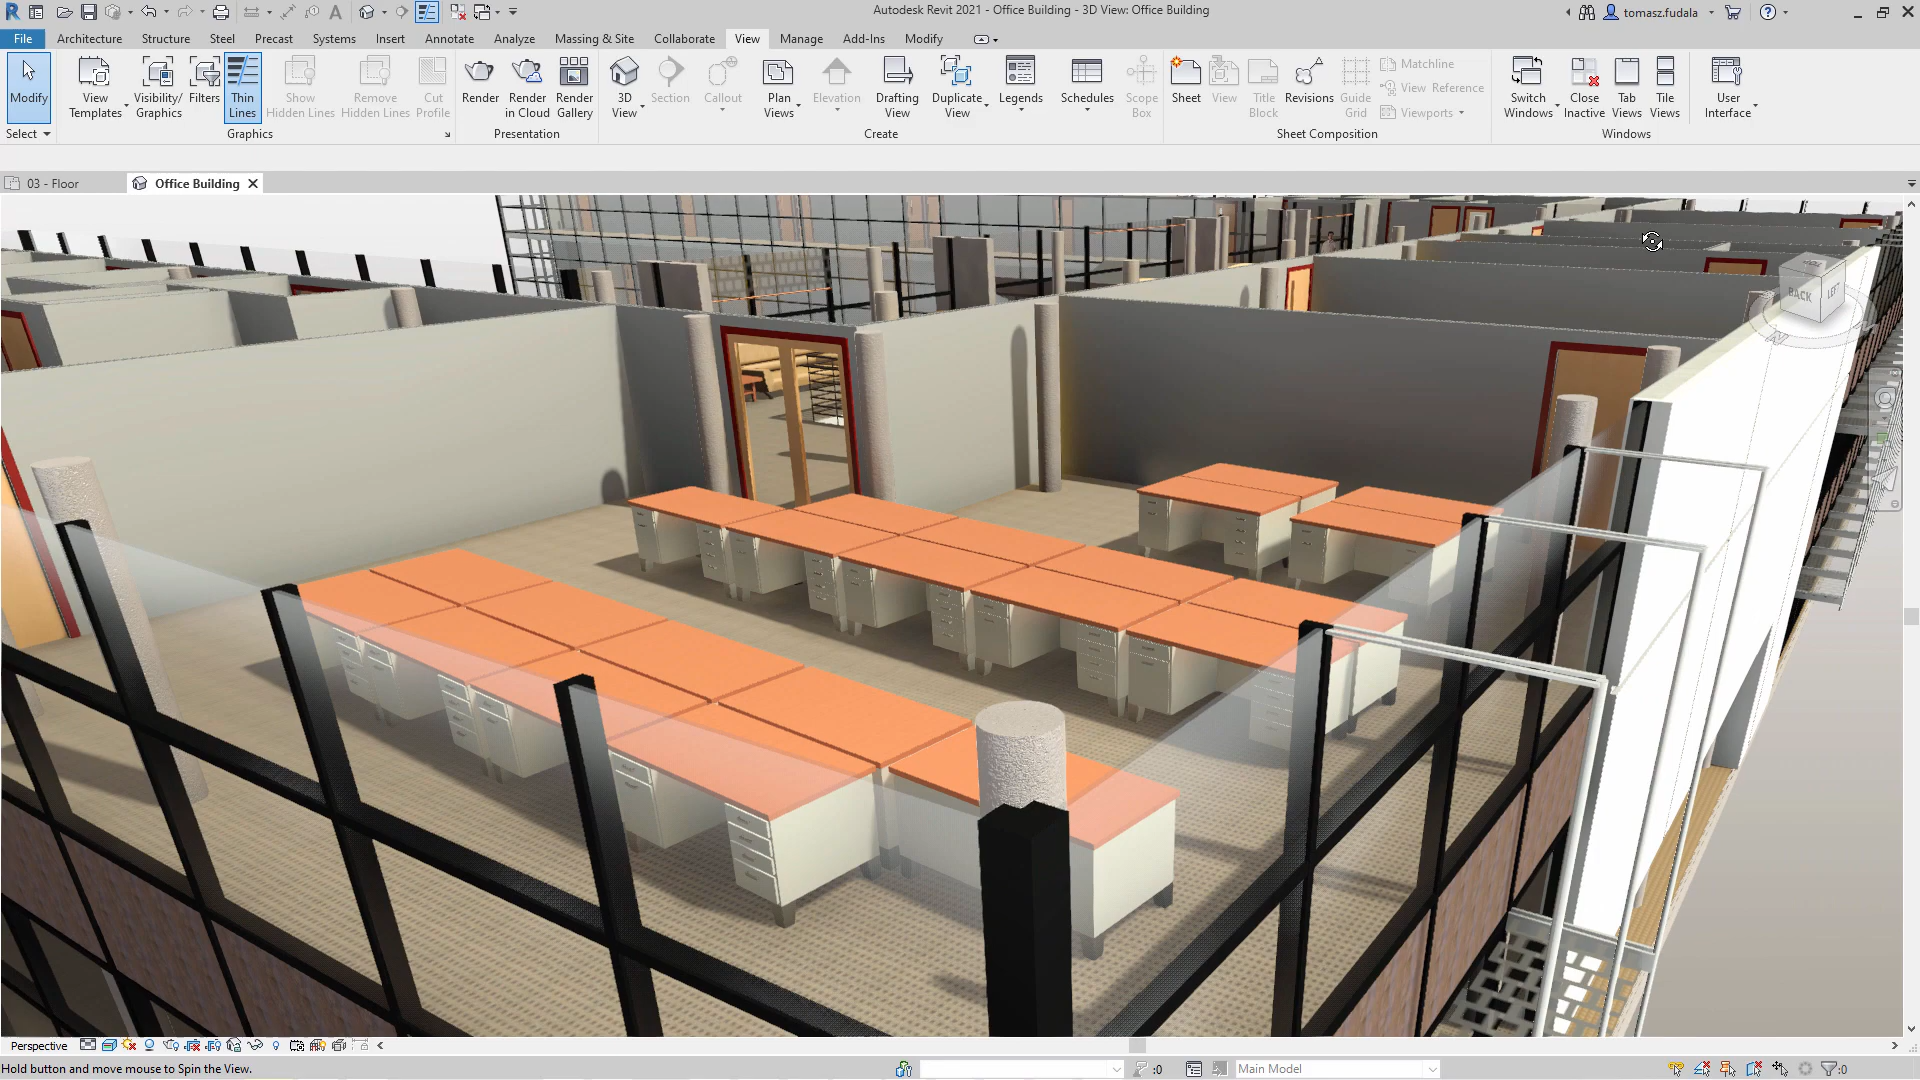 Autodesk Revit 2021 - Office Building - 3D View: Office Building
tomasz.fudala
File Architecture Structure Steel Precast Systems Insert Annotate Analyze Massing & Site Collaborate View Manage Add-Ins Modify
Modify
View Templates
Visibility/ Graphics
Filters
Thin Lines
Show Hidden Lines
Remove Hidden Lines
Cut Profile
Render
Render in Cloud
Render Gallery
3D View
Section
Callout
Plan Views
Elevation
Drafting View
Duplicate View
Legends
Schedules
Scope Box
Sheet
View
Title Block
Revisions
Guide Grid
Matchline
View Reference
Viewports
Switch Windows
Close Inactive
Tab Views
Tile Views
User Interface
Select
Graphics
Presentation
Create
Sheet Composition
Windows
03 - Floor
Office Building
BACK
LEFT
Perspective
Hold button and move mouse to Spin the View.
:0
Main Model
:0